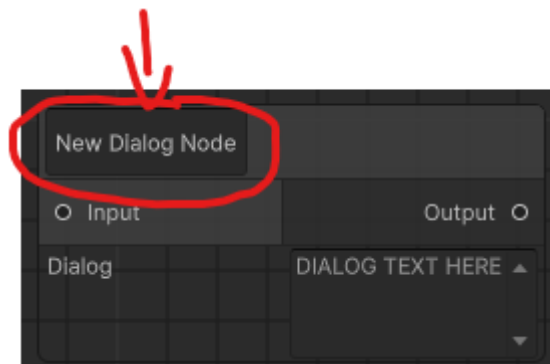 New Dialog Node
Input
Output
Dialog
DIALOG TEXT HERE